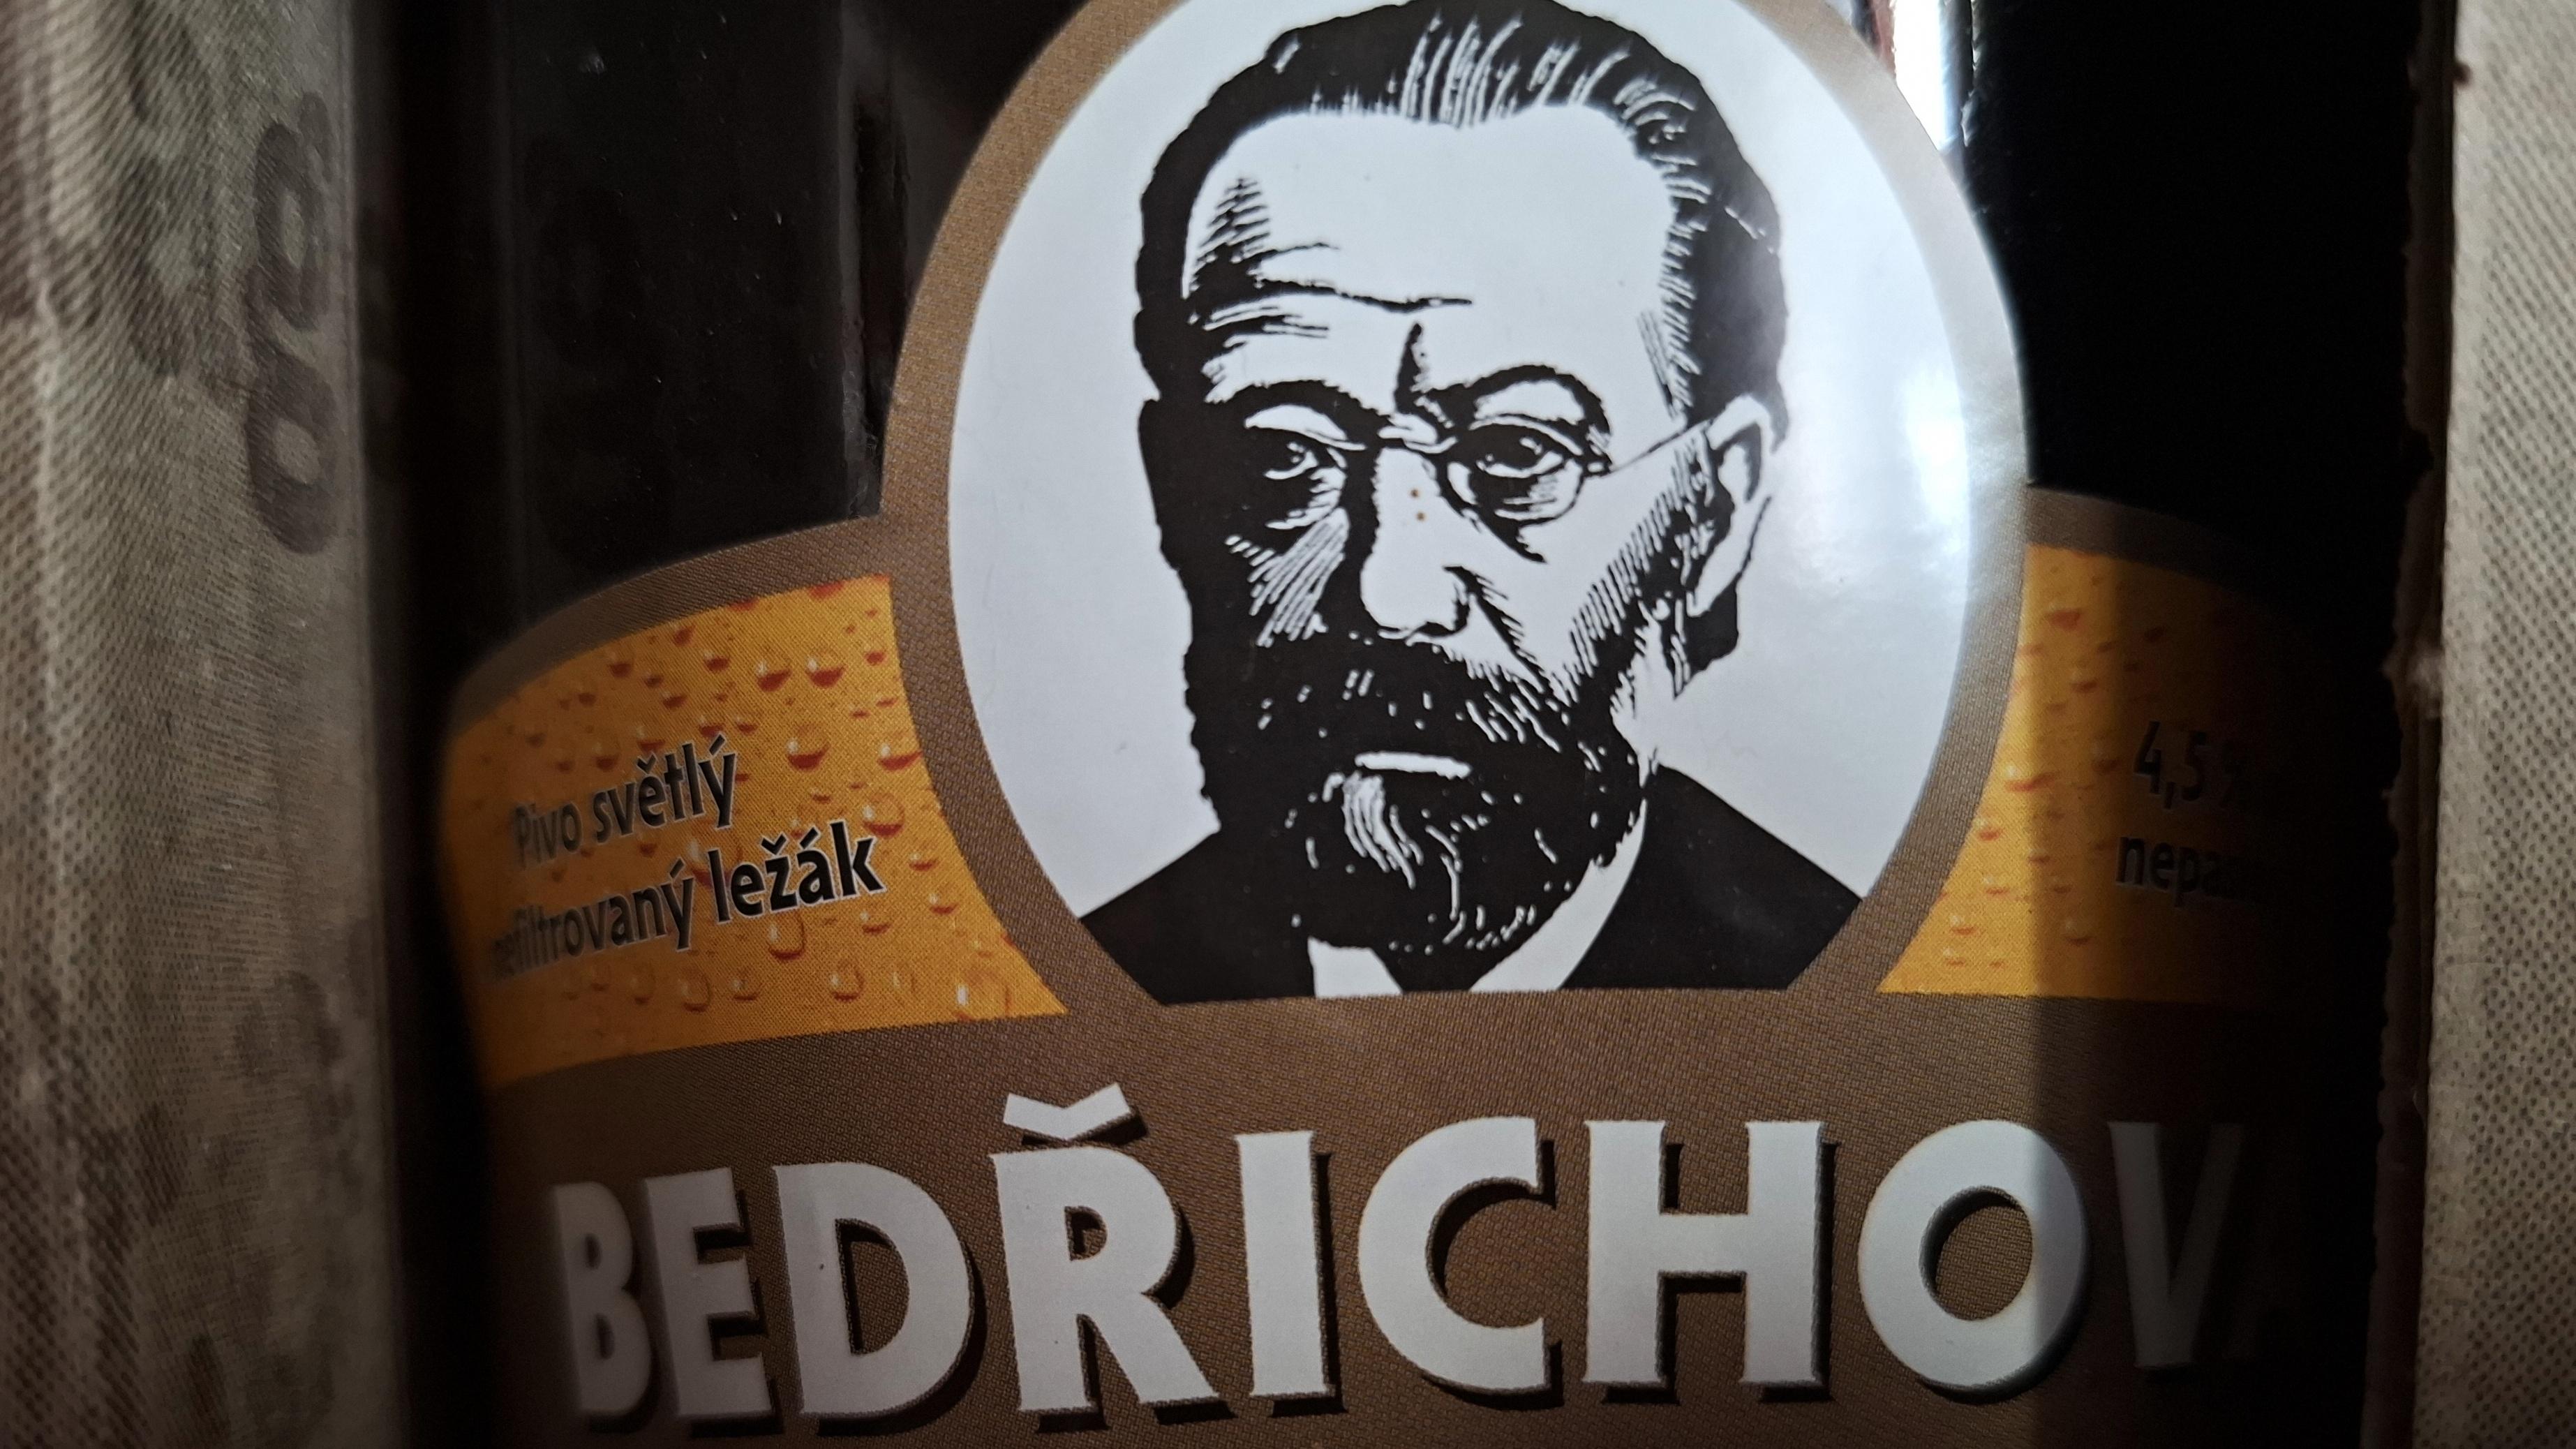 Pivo světlý
nefiltrovaný ležák
4,5 %
BEDŘICHOV